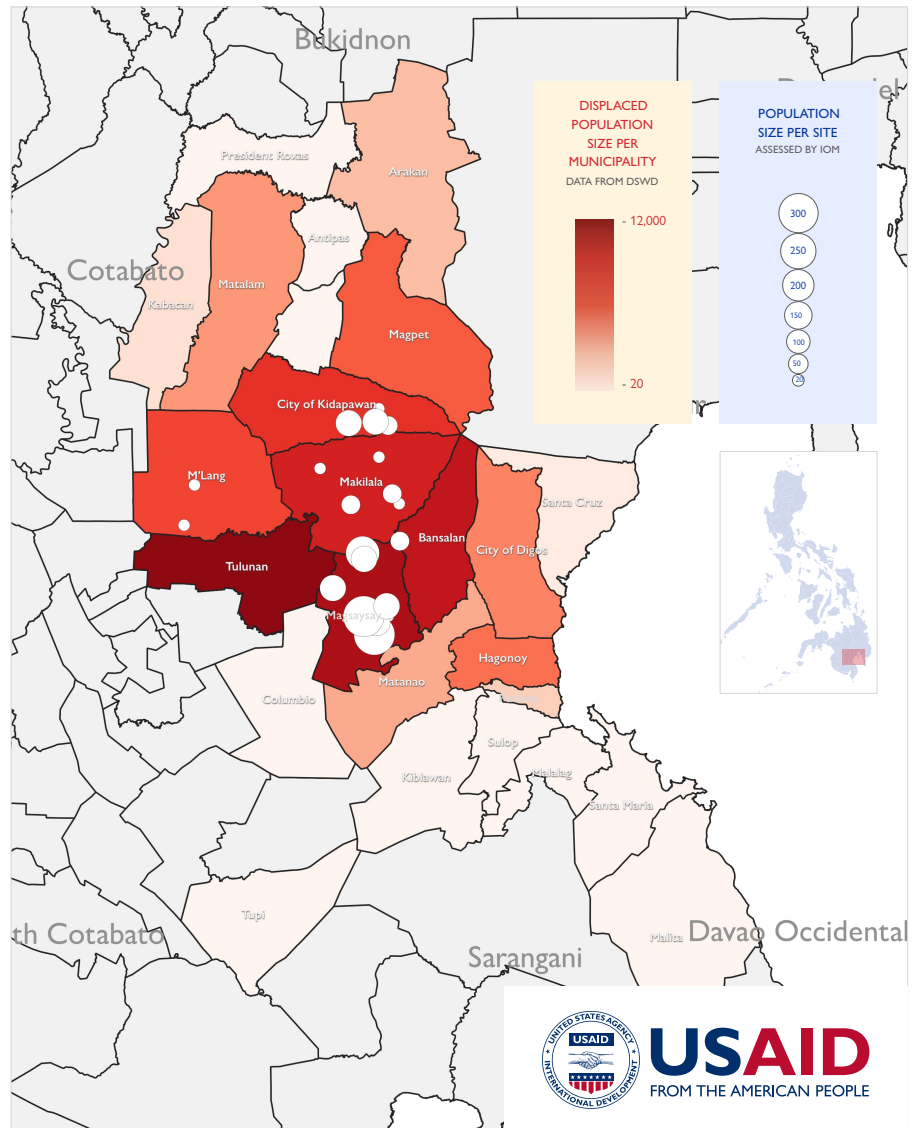 Bukidnon
el
DISPLACED
POPULATION
SIZE PER
MUNICIPALITY
DATA FROM DSWD
- 12,000
- 20
POPULATION
SIZE PER SITE
ASSESSED BY IOM
300
250
200
150
100
50
20
President Roxas
Arakan
Antipas
Cotabato
Matalam
Kabacan
Magpet
City of Kidapawan
r
M'Lang
Makilala
Santa Cruz
Bansalan
City of Digos
Tulunan
Magsaysay
Hagonoy
Matanao
Columbio
Sulop
Kiblawan
Malalag
Santa Maria
Tupi
th Cotabato
Malita
Davao Occidental
Sarangani
UNITED STATES AGENCY
USAID
INTERNATIONAL DEVELOPMENT
USAID
FROM THE AMERICAN PEOPLE